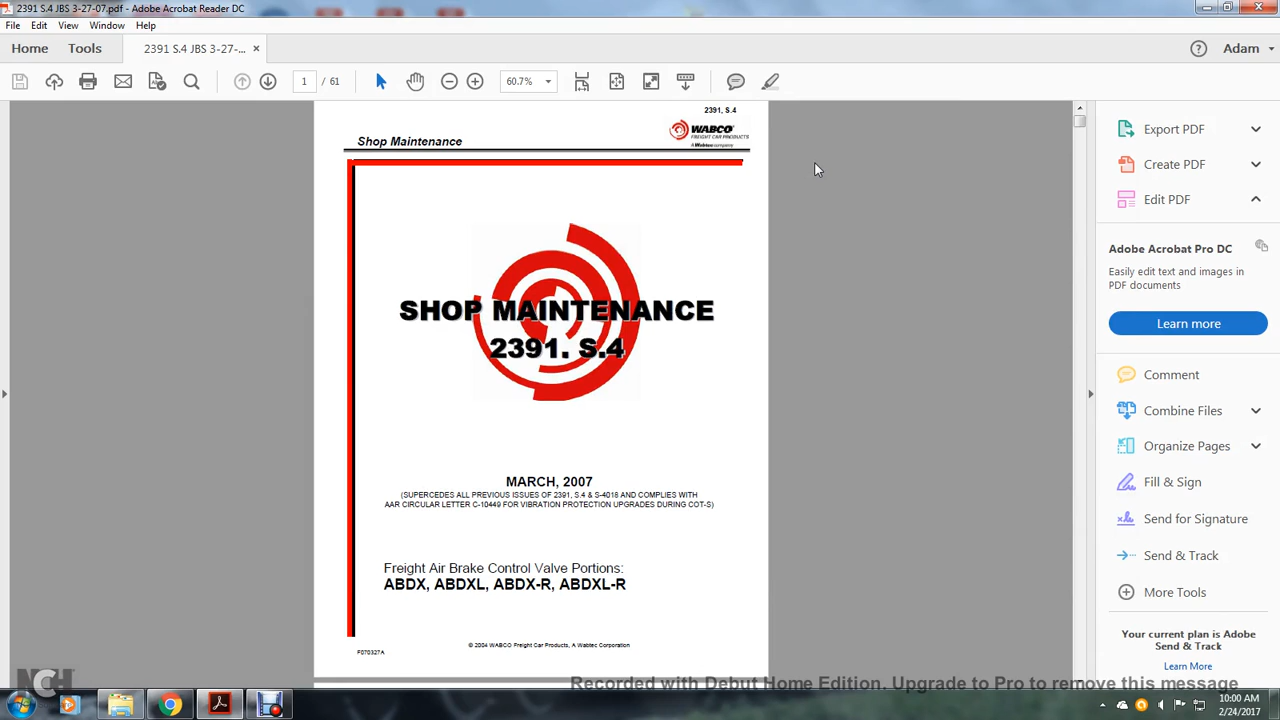 2391 S.4 JBS 3-27-07.pdf - Adobe Acrobat Reader DC
File Edit View Window Help
Home Tools 2391 S.4 JBS 3-27-... × Adam
1 / 61 60.7%
2391, S.4
WABCO
FREIGHT CAR PRODUCTS
A Wabtec company
Shop Maintenance
SHOP MAINTENANCE
2391. S.4
MARCH, 2007
(SUPERCEDES ALL PREVIOUS ISSUES OF 2391, S.4 & S-4018 AND COMPLIES WITH
AAR CIRCULAR LETTER C-10449 FOR VIBRATION PROTECTION UPGRADES DURING COT-S)
Freight Air Brake Control Valve Portions:
ABDX, ABDXL, ABDX-R, ABDXL-R
© 2004 WABCO Freight Car Products, A Wabtec Corporation
F070327A
Export PDF
Create PDF
Edit PDF
Adobe Acrobat Pro DC
Easily edit text and images in
PDF documents
Learn more
Comment
Combine Files
Organize Pages
Fill & Sign
Send for Signature
Send & Track
More Tools
Your current plan is Adobe
Send & Track
Learn More
NCH
Recorded with Debut Home Edition. Upgrade to Pro to remove this message
10:00 AM
2/24/2017